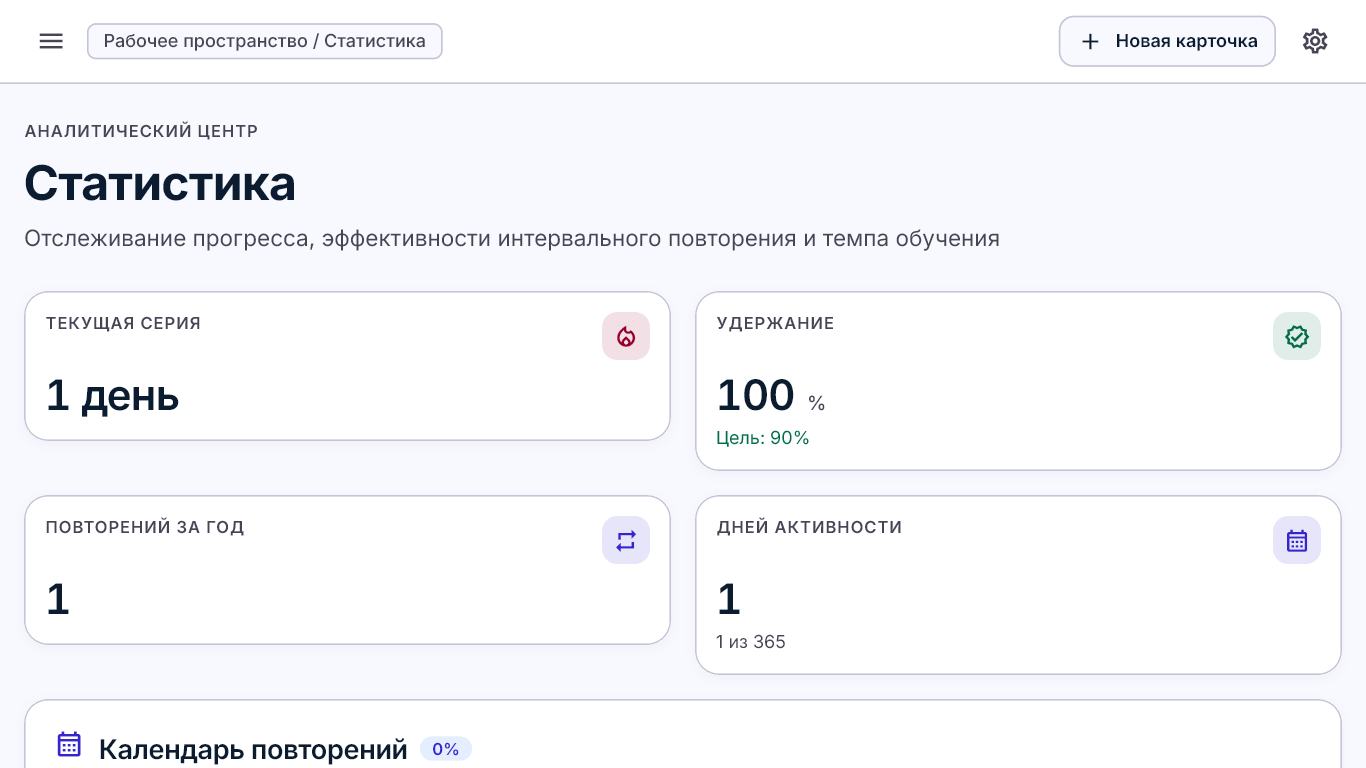 Рабочее пространство / Статистика
Новая карточка
АНАЛИТИЧЕСКИЙ ЦЕНТР
Статистика
Отслеживание прогресса, эффективности интервального повторения и темпа обучения
ТЕКУЩАЯ СЕРИЯ
1 день
УДЕРЖАНИЕ
100 %
Цель: 90%
ПОВТОРЕНИЙ ЗА ГОД
1
ДНЕЙ АКТИВНОСТИ
1
1 из 365
Календарь повторений 0%